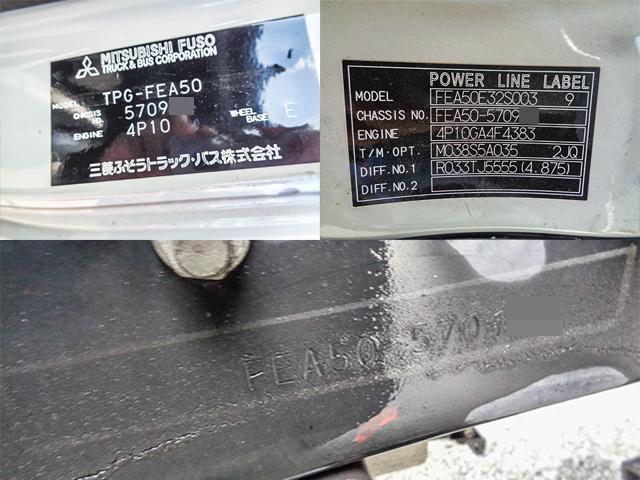 MITSUBISHI FUSO
TRUCK & BUS CORPORATION
MODEL TPG-FEA50
CHASSIS NO. 5709
WHEEL BASE E
ENGINE 4P10
三菱ふそうトラック・バス株式会社
POWER LINE LABEL
MODEL FEA50E32S003 9
CHASSIS NO. FEA50-5709
ENGINE 4P10GA4F4383
T/M・OPT. M038S5A035 2JQ
DIFF.NO.1 R033TJ6555(4.875)
DIFF.NO.2
FEA50-5709